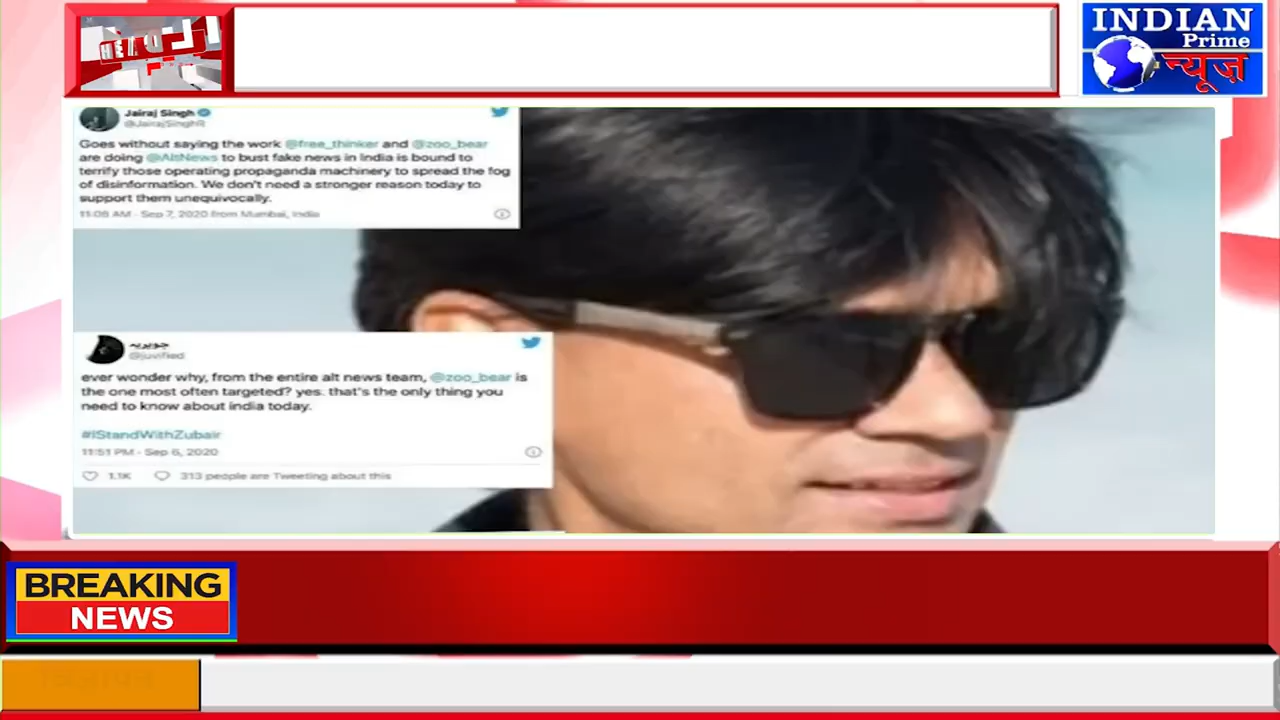 INDIAN
Prime
न्यूज़
Jairaj Singh
@JairajSinghR
Goes without saying the work @free_thinker and @zoo_bear
are doing @AltNews to bust fake news in India is bound to
terrify those operating propaganda machinery to spread the fog
of disinformation. We don't need a stronger reason today to
support them unequivocally.
11:08 AM - Sep 7, 2020 from Mumbai, India
جويريه
@juvified
ever wonder why, from the entire alt news team, @zoo_bear is
the one most often targeted? yes. that's the only thing you
need to know about india today.
#IStandWithZubair
11:51 PM - Sep 6, 2020
1.1K 313 people are Tweeting about this
BREAKING
NEWS